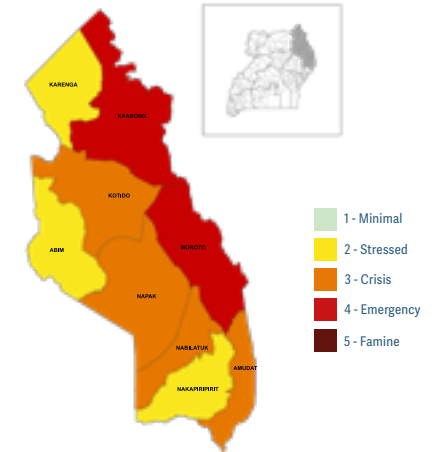 KARENGA
KAABONG
KOTIDO
1 - Minimal
2 - Stressed
3 - Crisis
4 - Emergency
5 - Famine
ABIM
MOROTO
NAPAK
NABILATUK
AMUDAT
NAKAPIRIPIRIT